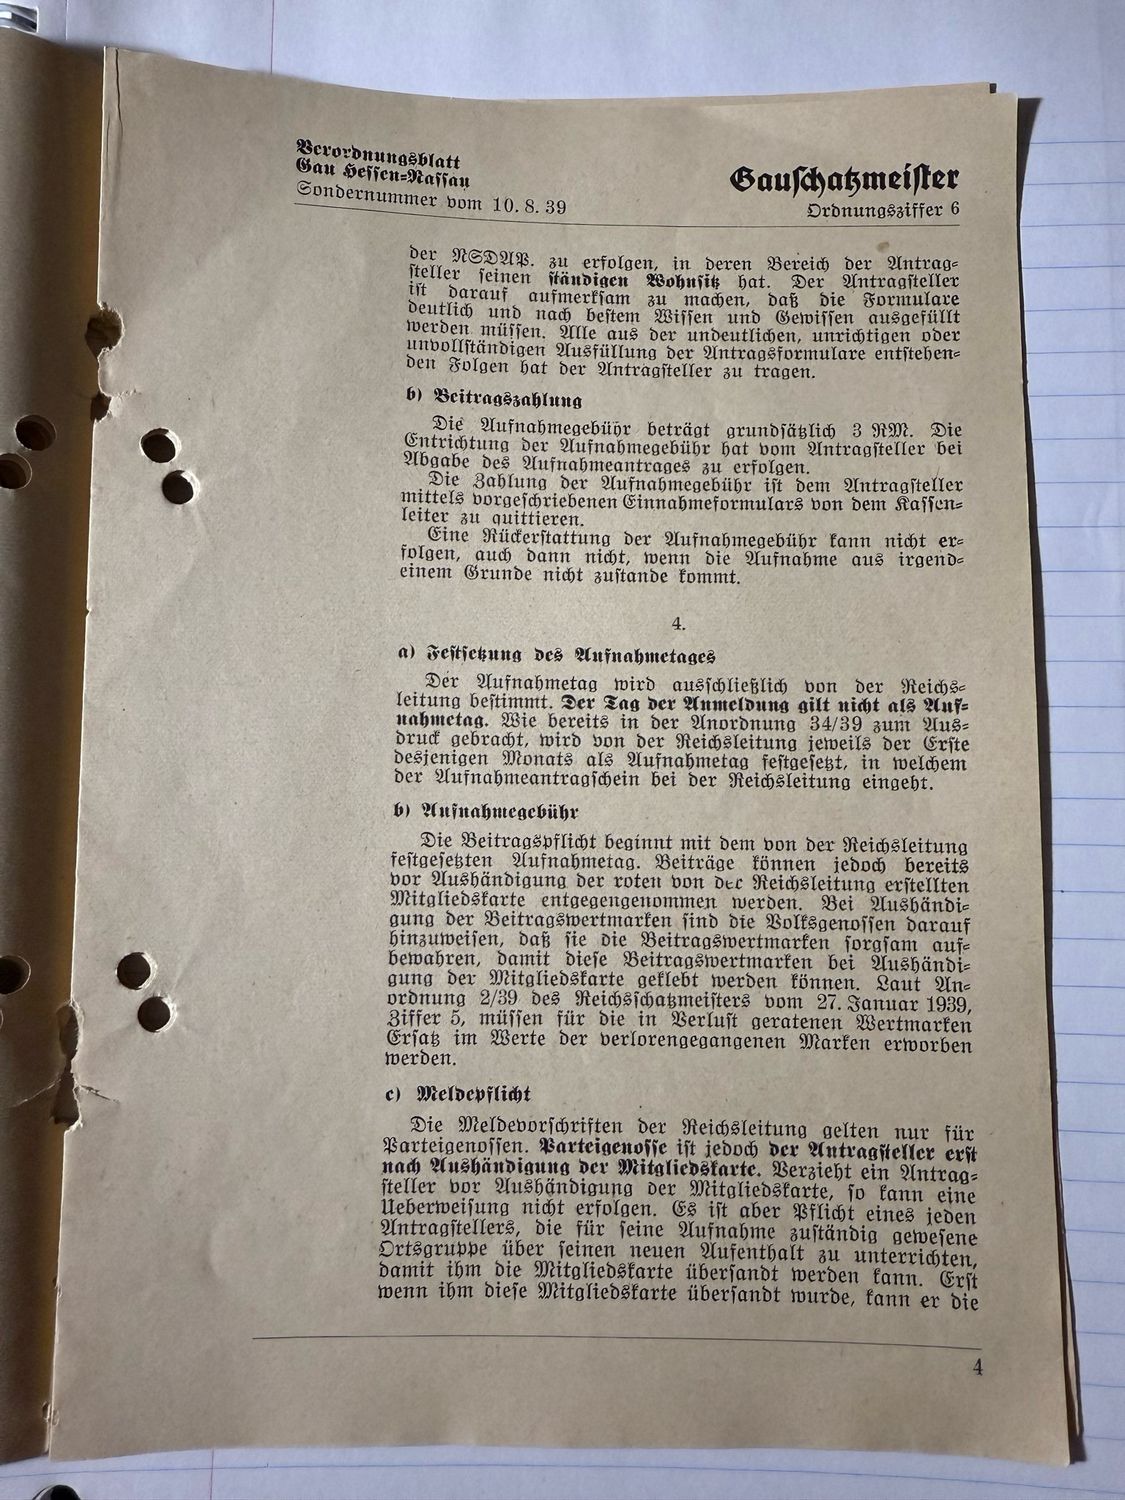 Verordnungsblatt
Gau Hessen-Nassau
Sondernummer vom 10. 8. 39
Gauschatzmeister
Ordnungsziffer 6
der NSDAP. zu erfolgen, in deren Bereich der Antrag-
steller seinen ständigen Wohnsitz hat. Der Antragsteller
ist darauf aufmerksam zu machen, daß die Formulare
deutlich und nach bestem Wissen und Gewissen ausgefüllt
werden müssen. Alle aus der undeutlichen, unrichtigen oder
unvollständigen Ausfüllung der Antragsformulare entstehen-
den Folgen hat der Antragsteller zu tragen.
b) Beitragszahlung
Die Aufnahmegebühr beträgt grundsätzlich 3 RM. Die
Entrichtung der Aufnahmegebühr hat vom Antragsteller bei
Abgabe des Aufnahmeantrages zu erfolgen.
Die Zahlung der Aufnahmegebühr ist dem Antragsteller
mittels vorgeschriebenen Einnahmeformulars von dem Kassen-
leiter zu quittieren.
Eine Rückerstattung der Aufnahmegebühr kann nicht er-
folgen, auch dann nicht, wenn die Aufnahme aus irgend-
einem Grunde nicht zustande kommt.
4.
a) Festsetzung des Aufnahmetages
Der Aufnahmetag wird ausschließlich von der Reichs-
leitung bestimmt. Der Tag der Anmeldung gilt nicht als Auf-
nahmetag. Wie bereits in der Anordnung 34/39 zum Aus-
druck gebracht, wird von der Reichsleitung jeweils der Erste
desjenigen Monats als Aufnahmetag festgesetzt, in welchem
der Aufnahmeantragschein bei der Reichsleitung eingeht.
b) Aufnahmegebühr
Die Beitragspflicht beginnt mit dem von der Reichsleitung
festgesetzten Aufnahmetag. Beiträge können jedoch bereits
vor Aushändigung der roten von der Reichsleitung erstellten
Mitgliedskarte entgegengenommen werden. Bei Aushändi-
gung der Beitragswertmarken sind die Volksgenossen darauf
hinzuweisen, daß sie die Beitragswertmarken sorgsam auf-
bewahren, damit diese Beitragswertmarken bei Aushändi-
gung der Mitgliedskarte geklebt werden können. Laut An-
ordnung 2/39 des Reichsschatzmeisters vom 27. Januar 1939,
Ziffer 5, müssen für die in Verlust geratenen Wertmarken
Ersatz im Werte der verlorengegangenen Marken erworben
werden.
c) Meldepflicht
Die Meldevorschriften der Reichsleitung gelten nur für
Parteigenossen. Parteigenosse ist jedoch der Antragsteller erst
nach Aushändigung der Mitgliedskarte. Verzieht ein Antrag-
steller vor Aushändigung der Mitgliedskarte, so kann eine
Ueberweisung nicht erfolgen. Es ist aber Pflicht eines jeden
Antragstellers, die für seine Aufnahme zuständig gewesene
Ortsgruppe über seinen neuen Aufenthalt zu unterrichten,
damit ihm die Mitgliedskarte übersandt werden kann. Erst
wenn ihm diese Mitgliedskarte übersandt wurde, kann er die
4